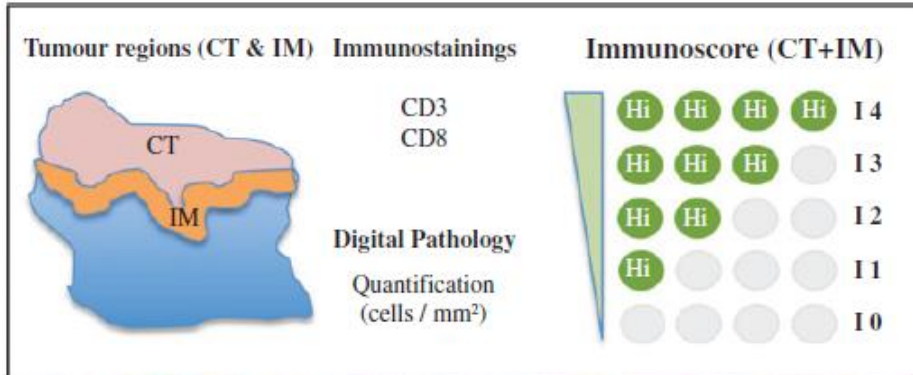 Tumour regions (CT & IM)
CT
IM
Immunostainings
CD3
CD8
Digital Pathology
Quantification
(cells / mm²)
Immunoscore (CT+IM)
Hi Hi Hi Hi I 4
Hi Hi Hi I 3
Hi Hi I 2
Hi I 1
I 0